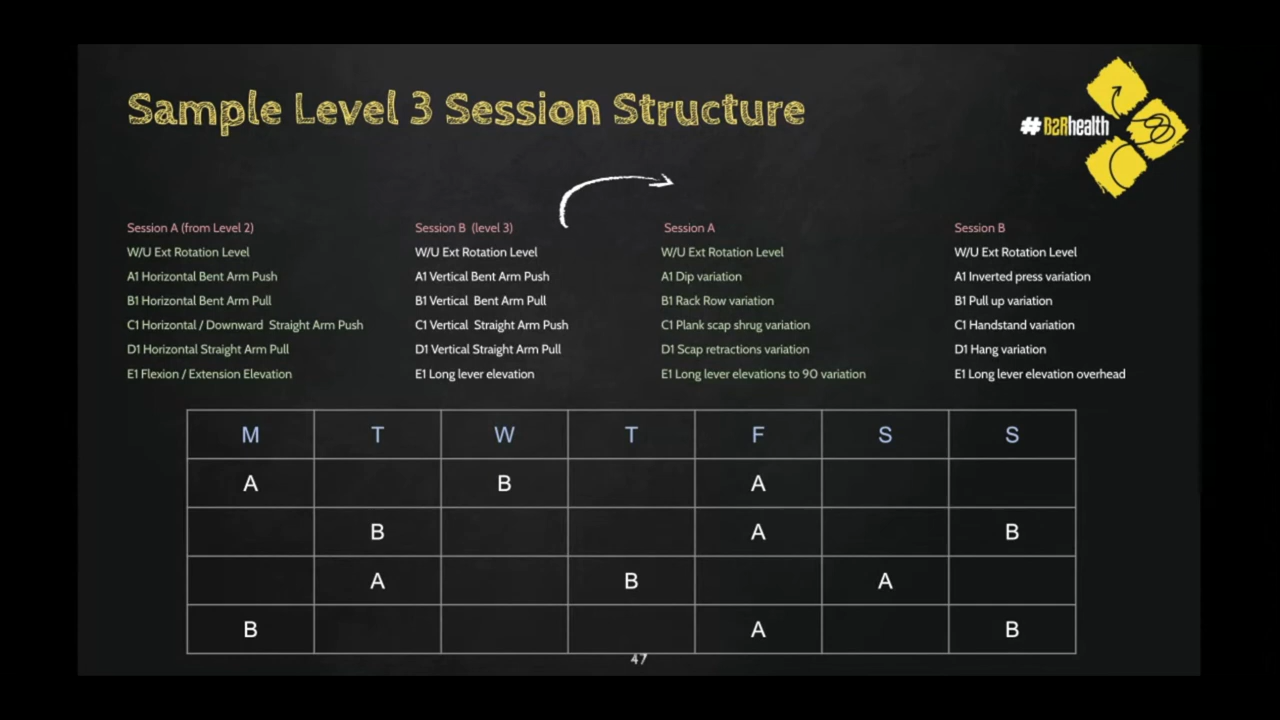 Sample Level 3 Session Structure
#B2Rhealth
Session A (from Level 2)
W/U Ext Rotation Level
A1 Horizontal Bent Arm Push
B1 Horizontal Bent Arm Pull
C1 Horizontal / Downward Straight Arm Push
D1 Horizontal Straight Arm Pull
E1 Flexion / Extension Elevation
Session B (level 3)
W/U Ext Rotation Level
A1 Vertical Bent Arm Push
B1 Vertical Bent Arm Pull
C1 Vertical Straight Arm Push
D1 Vertical Straight Arm Pull
E1 Long lever elevation
Session A
W/U Ext Rotation Level
A1 Dip variation
B1 Rack Row variation
C1 Plank scap shrug variation
D1 Scap retractions variation
E1 Long lever elevations to 90 variation
Session B
W/U Ext Rotation Level
A1 Inverted press variation
B1 Pull up variation
C1 Handstand variation
D1 Hang variation
E1 Long lever elevation overhead
M T W T F S S
A B A
B A B
A B A
B A B
47